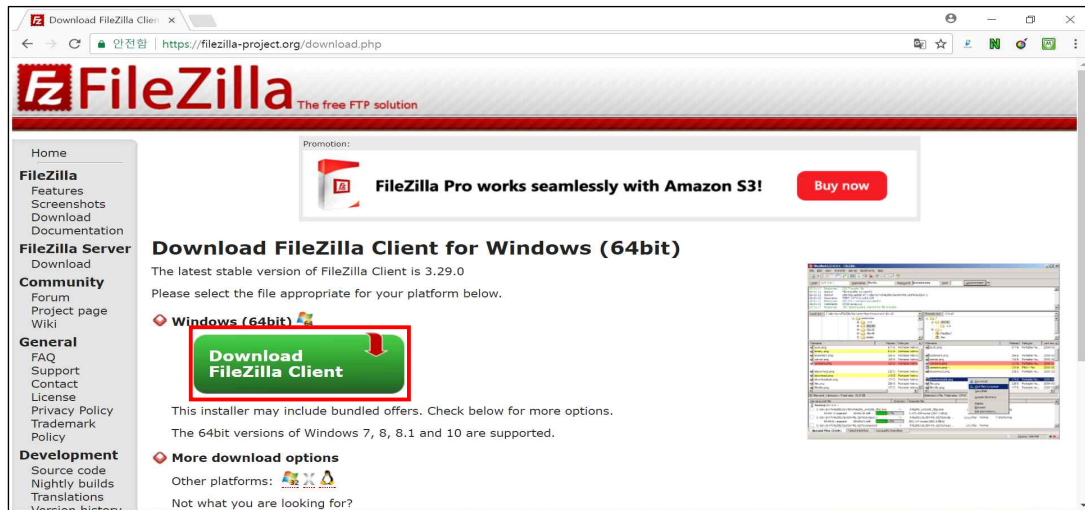 Download FileZilla Clien
안전함 | https://filezilla-project.org/download.php
FileZilla The free FTP solution
Promotion:
FileZilla Pro works seamlessly with Amazon S3! Buy now
Home
FileZilla
Features
Screenshots
Download
Documentation
FileZilla Server
Download
Community
Forum
Project page
Wiki
General
FAQ
Support
Contact
License
Privacy Policy
Trademark
Policy
Development
Source code
Nightly builds
Translations
Version history
Download FileZilla Client for Windows (64bit)
The latest stable version of FileZilla Client is 3.29.0
Please select the file appropriate for your platform below.
Windows (64bit)
Download
FileZilla Client
This installer may include bundled offers. Check below for more options.
The 64bit versions of Windows 7, 8, 8.1 and 10 are supported.
More download options
Other platforms:
Not what you are looking for?